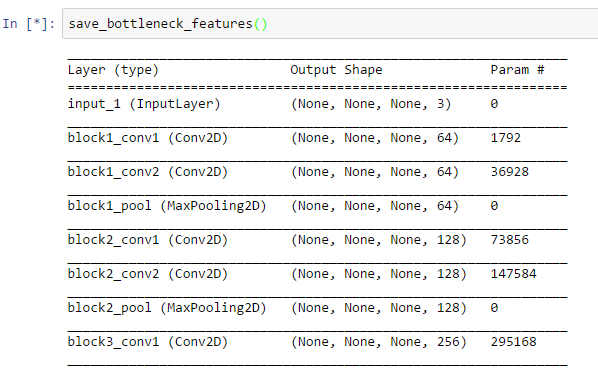 In [*]: save_bottleneck_features()
Layer (type) Output Shape Param #
=================================================================
input_1 (InputLayer) (None, None, None, 3) 0
block1_conv1 (Conv2D) (None, None, None, 64) 1792
block1_conv2 (Conv2D) (None, None, None, 64) 36928
block1_pool (MaxPooling2D) (None, None, None, 64) 0
block2_conv1 (Conv2D) (None, None, None, 128) 73856
block2_conv2 (Conv2D) (None, None, None, 128) 147584
block2_pool (MaxPooling2D) (None, None, None, 128) 0
block3_conv1 (Conv2D) (None, None, None, 256) 295168